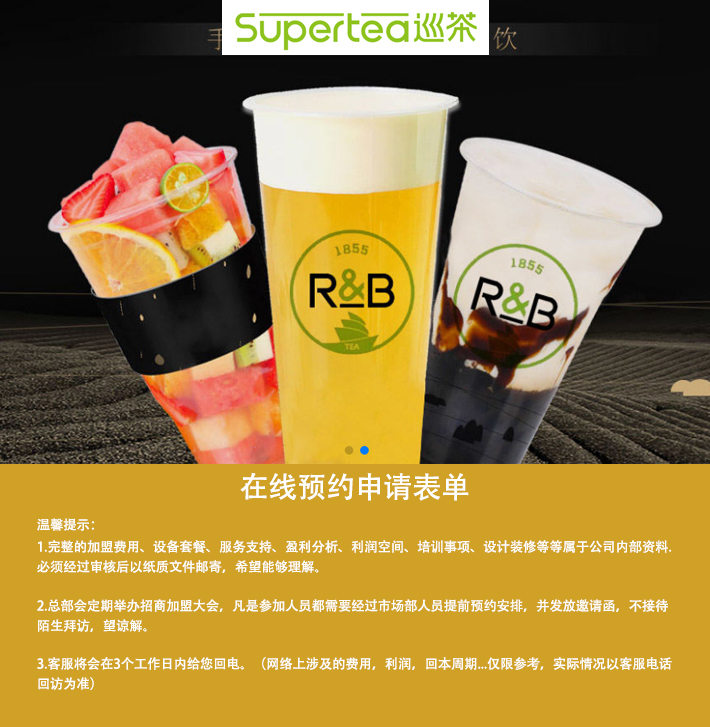 Supertea巡茶
手 饮
1855
R&B
TEA
1855
R&B
在线预约申请表单
温馨提示：
1.完整的加盟费用、设备套餐、服务支持、盈利分析、利润空间、培训事项、设计装修等等属于公司内部资料.
必须经过审核后以纸质文件邮寄，希望能够理解。
2.总部会定期举办招商加盟大会，凡是参加人员都需要经过市场部人员提前预约安排，并发放邀请函，不接待
陌生拜访，望谅解。
3.客服将会在3个工作日内给您回电。（网络上涉及的费用，利润，回本周期...仅限参考，实际情况以客服电话
回访为准）